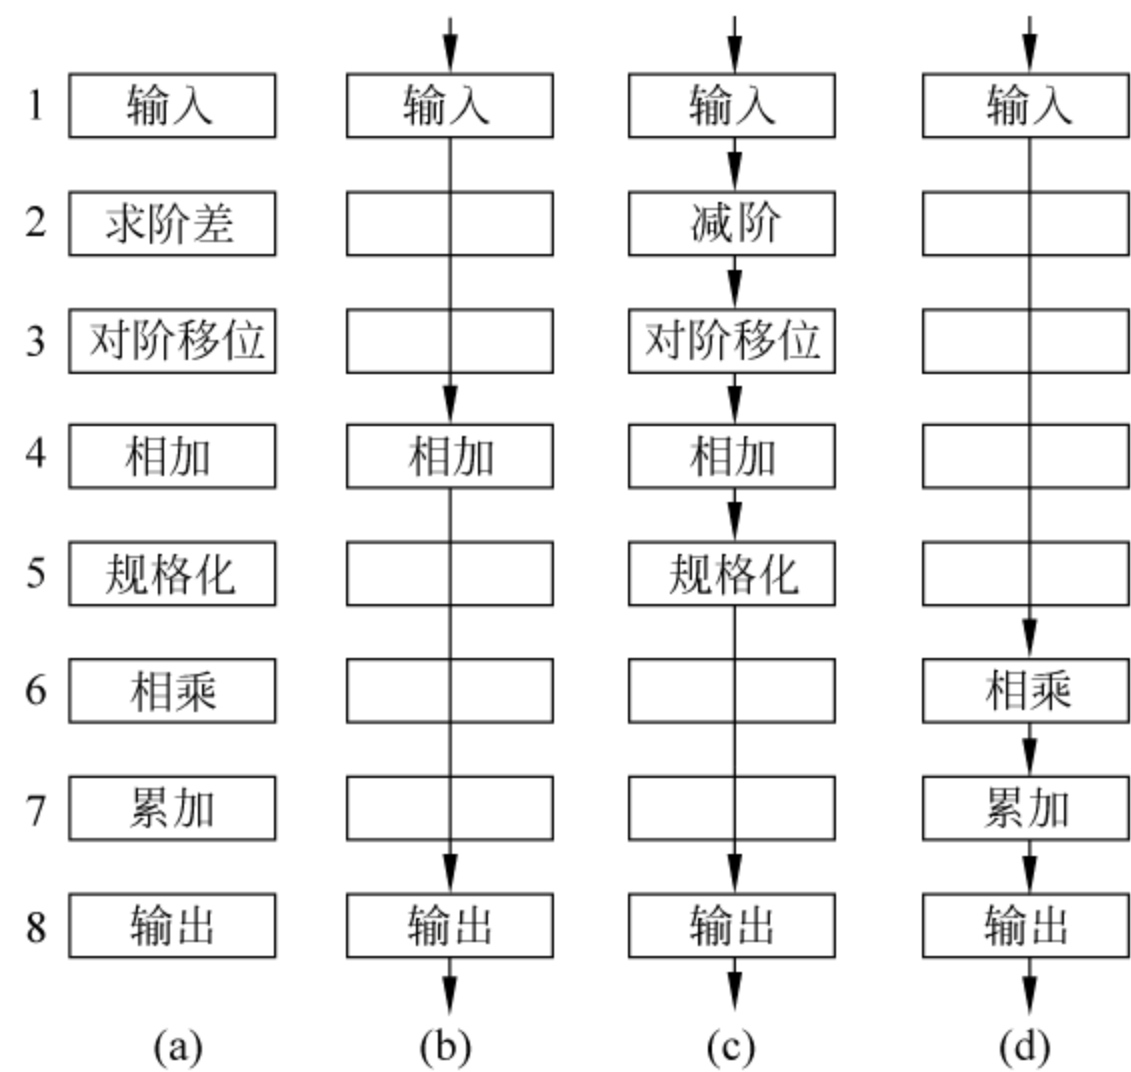 1 输入 输入 输入 输入
2 求阶差 减阶
3 对阶移位 对阶移位
4 相加 相加 相加
5 规格化 规格化
6 相乘 相乘
7 累加 累加
8 输出 输出 输出 输出
(a) (b) (c) (d)